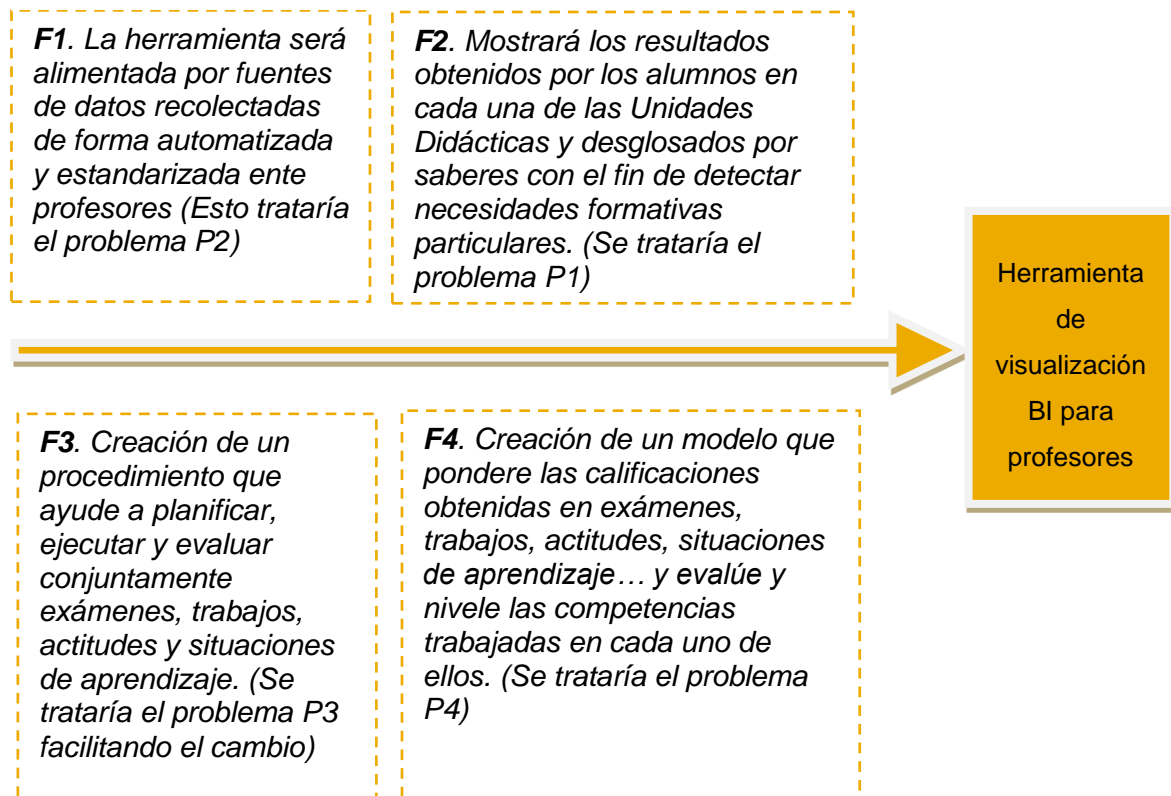 F1. La herramienta será
alimentada por fuentes
de datos recolectadas
de forma automatizada
y estandarizada ente
profesores (Esto trataría
el problema P2)
F2. Mostrará los resultados
obtenidos por los alumnos en
cada una de las Unidades
Didácticas y desglosados por
saberes con el fin de detectar
necesidades formativas
particulares. (Se trataría el
problema P1)
F3. Creación de un
procedimiento que
ayude a planificar,
ejecutar y evaluar
conjuntamente
exámenes, trabajos,
actitudes y situaciones
de aprendizaje. (Se
trataría el problema P3
facilitando el cambio)
F4. Creación de un modelo que
pondere las calificaciones
obtenidas en exámenes,
trabajos, actitudes, situaciones
de aprendizaje… y evalúe y
nivele las competencias
trabajadas en cada uno de
ellos. (Se trataría el problema
P4)
Herramienta
de
visualización
BI para
profesores